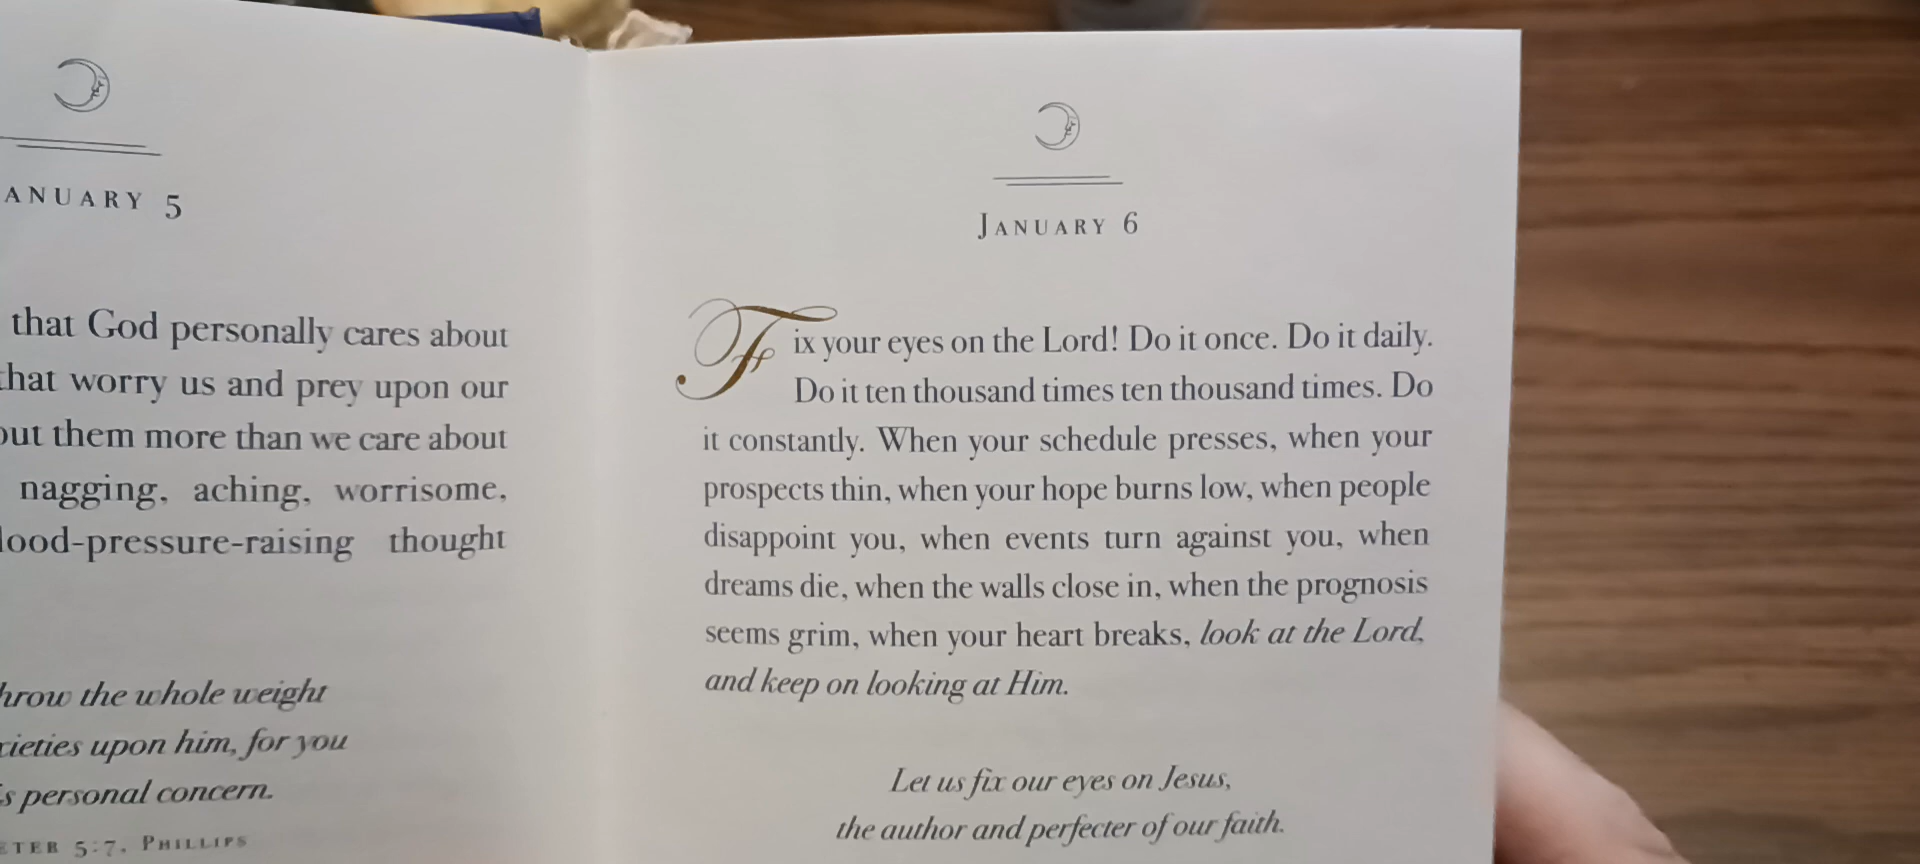 ANUARY 5
that God personally cares about
that worry us and prey upon our
out them more than we care about
nagging, aching, worrisome,
lood-pressure-raising thought
hrow the whole weight
xieties upon him, for you
s personal concern.
ETER 5:7, PHILLIPS
JANUARY 6
Fix your eyes on the Lord! Do it once. Do it daily.
Do it ten thousand times ten thousand times. Do
it constantly. When your schedule presses, when your
prospects thin, when your hope burns low, when people
disappoint you, when events turn against you, when
dreams die, when the walls close in, when the prognosis
seems grim, when your heart breaks, look at the Lord,
and keep on looking at Him.
Let us fix our eyes on Jesus,
the author and perfecter of our faith.